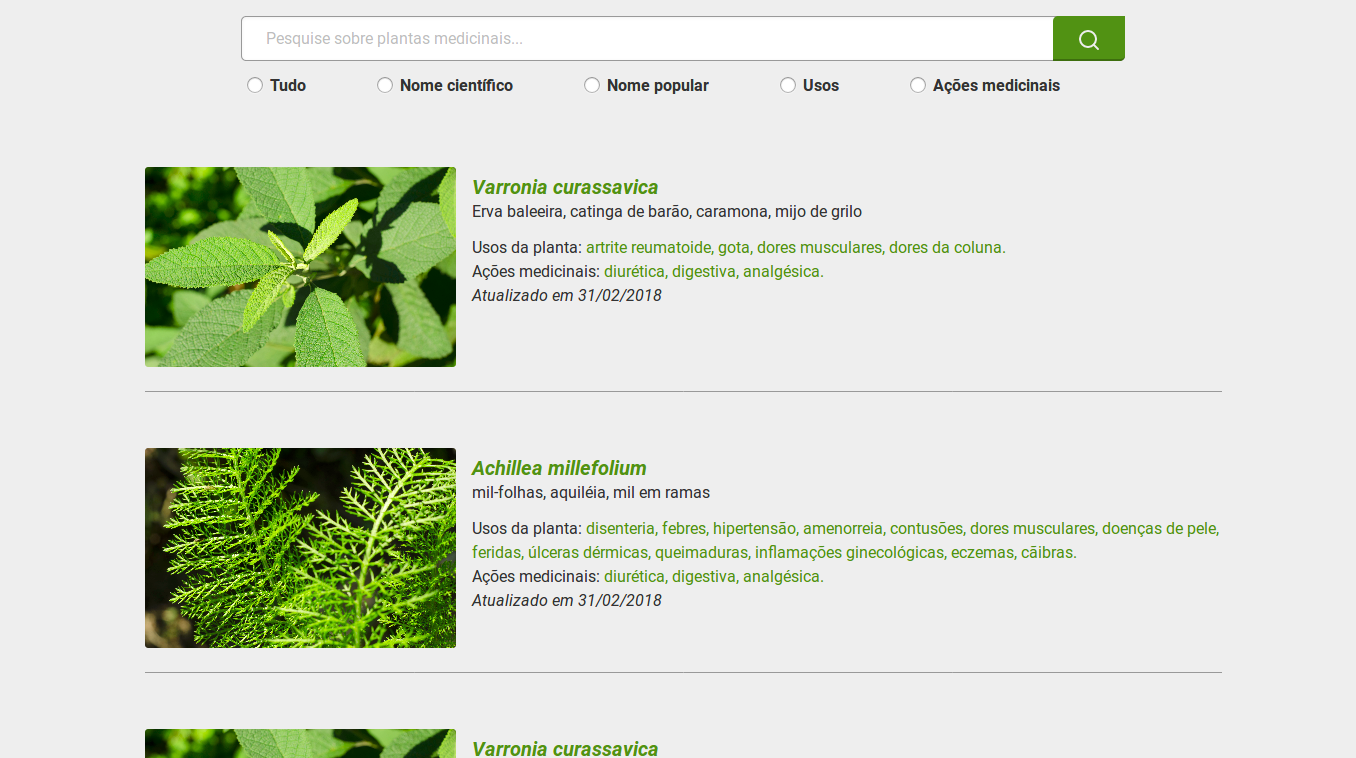 Pesquise sobre plantas medicinais...
Tudo Nome científico Nome popular Usos Ações medicinais
Varronia curassavica
Erva baleeira, catinga de barão, caramona, mijo de grilo
Usos da planta: artrite reumatoide, gota, dores musculares, dores da coluna.
Ações medicinais: diurética, digestiva, analgésica.
Atualizado em 31/02/2018
Achillea millefolium
mil-folhas, aquiléia, mil em ramas
Usos da planta: disenteria, febres, hipertensão, amenorreia, contusões, dores musculares, doenças de pele,
feridas, úlceras dérmicas, queimaduras, inflamações ginecológicas, eczemas, cãibras.
Ações medicinais: diurética, digestiva, analgésica.
Atualizado em 31/02/2018
Varronia curassavica